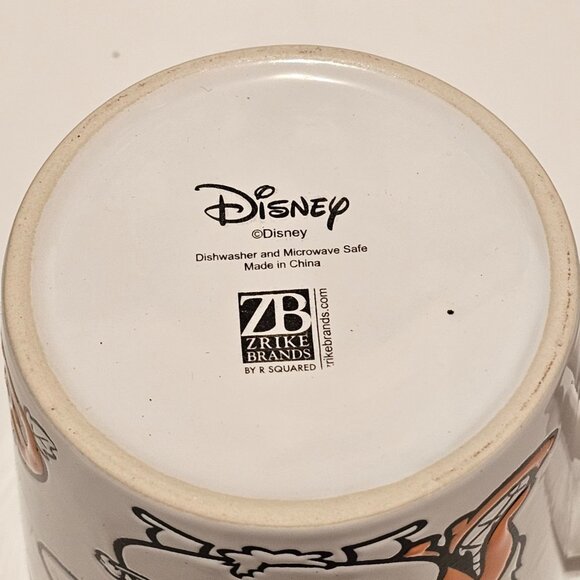 Disney
©Disney
Dishwasher and Microwave Safe
Made in China
ZB
ZRIKE
BRANDS
BY R SQUARED
zrikebrands.com